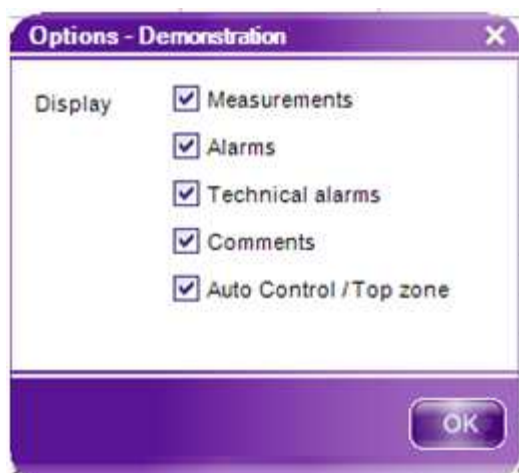 Options - Demonstration
Display
Measurements
Alarms
Technical alarms
Comments
Auto Control / Top zone
OK